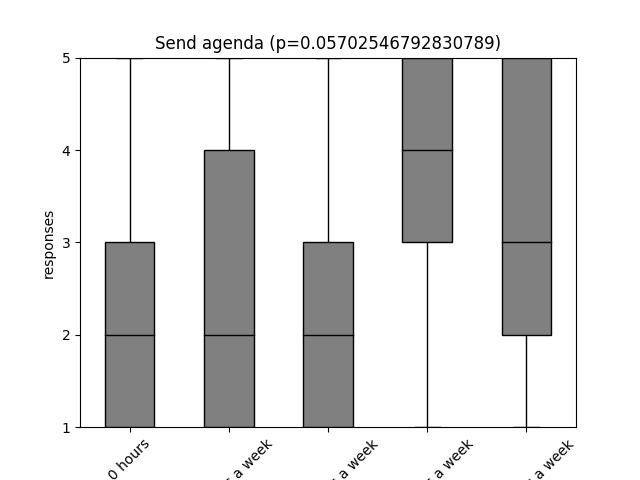 Send agenda (p=0.05702546792830789)
responses
5
4
3
2
1
0 hours
a week
a week
a week
a week